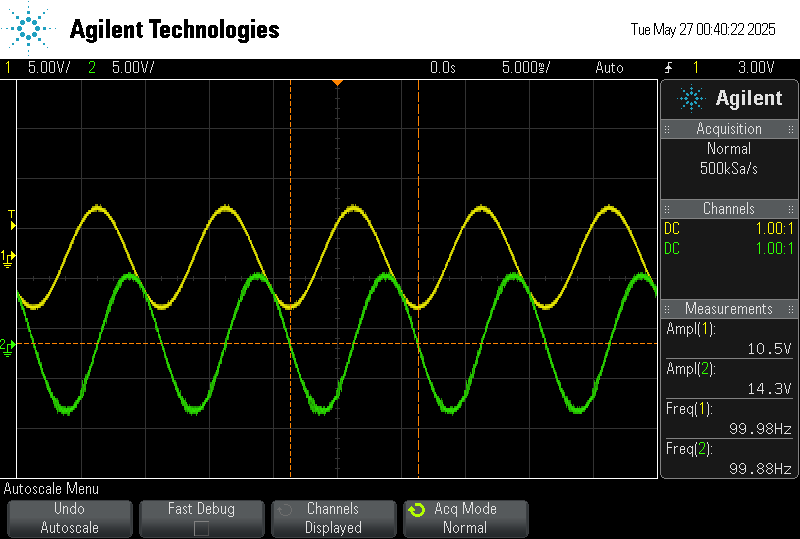 Agilent Technologies
Tue May 27 00:40:22 2025
1 5.00V/ 2 5.00V/ 0.0s 5.000ms/ Auto 1 3.00V
Agilent
Acquisition
Normal
500kSa/s
Channels
DC 1.00:1
DC 1.00:1
Measurements
Ampl(1):
10.5V
Ampl(2):
14.3V
Freq(1):
99.98Hz
Freq(2):
99.88Hz
T
1
2
Autoscale Menu
Undo
Autoscale
Fast Debug
Channels
Displayed
Acq Mode
Normal